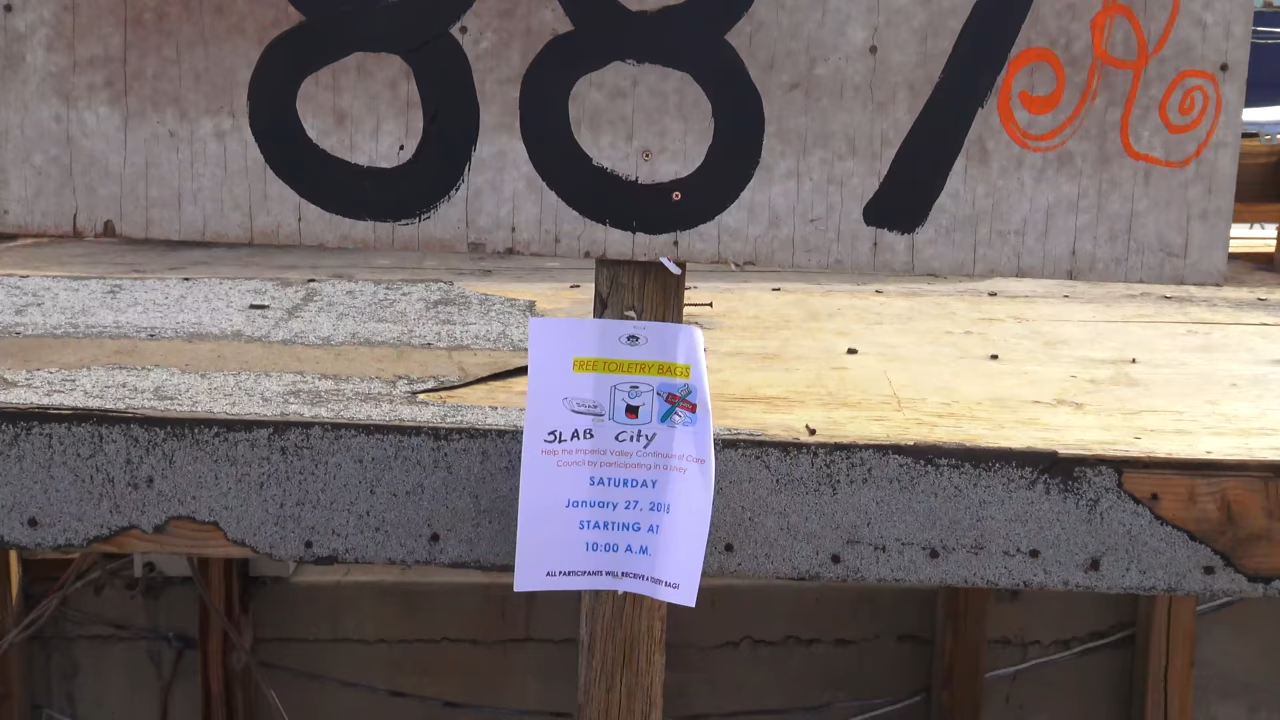 887
FREE TOILETRY BAGS
SOAP
SLAB City
Help the Imperial Valley Continuum of Care
Council by participating in a survey
SATURDAY
January 27, 2018
STARTING AT
10:00 A.M.
ALL PARTICIPANTS WILL RECEIVE A TOILETRY BAG!